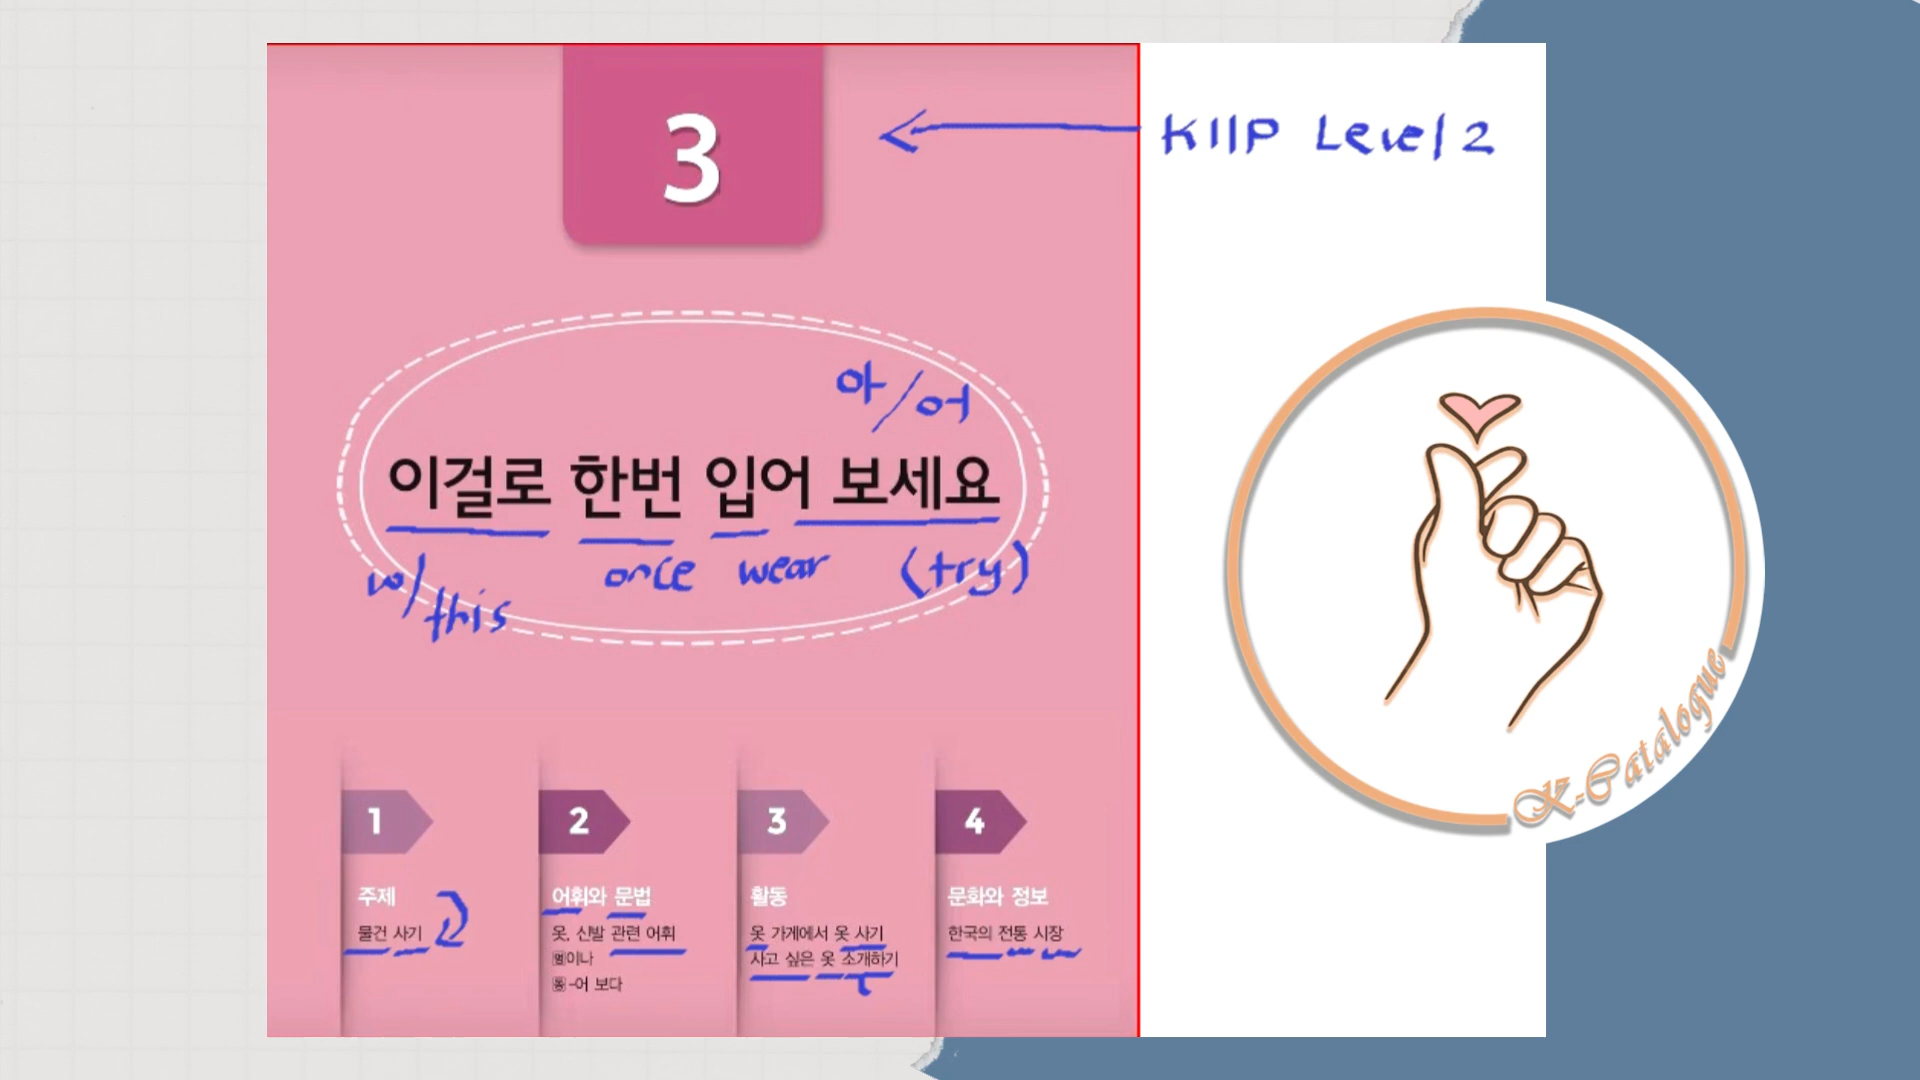 3
KIIP Level 2
아/어
이걸로 한번 입어 보세요
w/this once wear (try)
1
주제
물건 사기
2
어휘와 문법
옷, 신발 관련 어휘
명이나
동-어 보다
3
활동
옷 가게에서 옷 사기
사고 싶은 옷 소개하기
4
문화와 정보
한국의 전통 시장
K-Catalogue